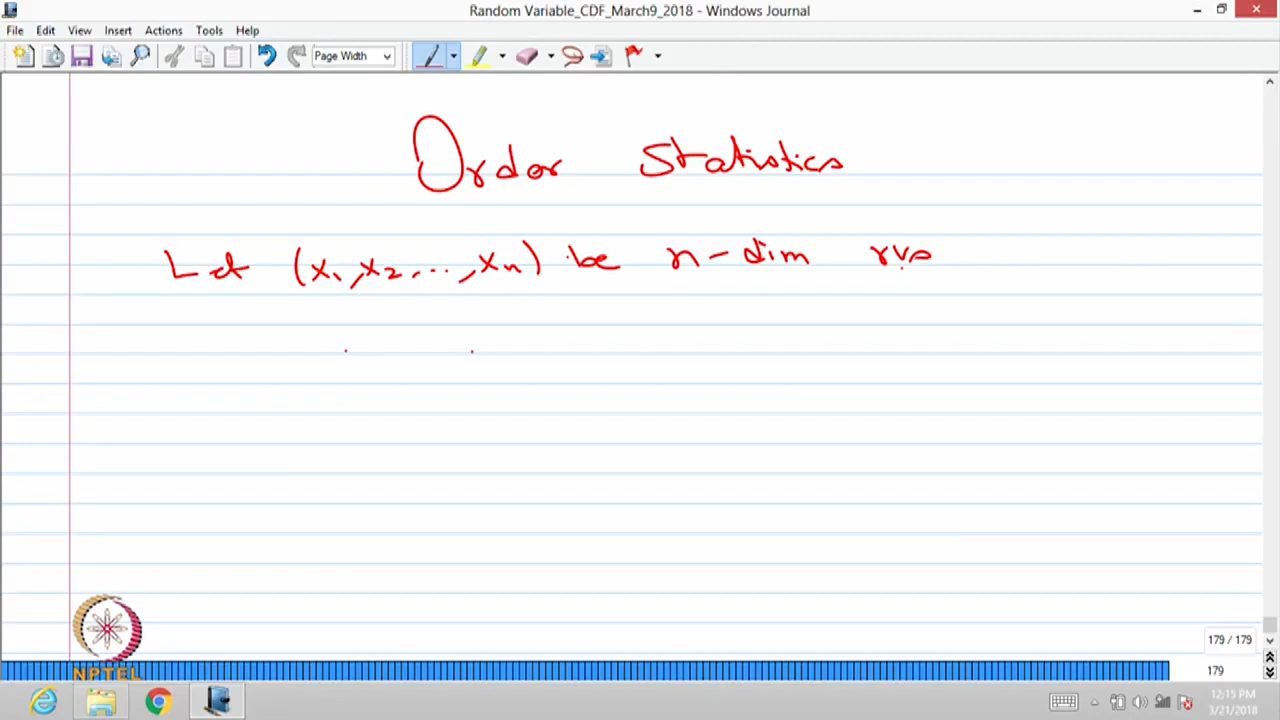 Random Variable_CDF_March9_2018 - Windows Journal
File Edit View Insert Actions Tools Help
Page Width
Order Statistics
Let (x1, x2, ..., xn) be n-dim rvs
179 / 179
NPTEL
179
12:15 PM
3/21/2018